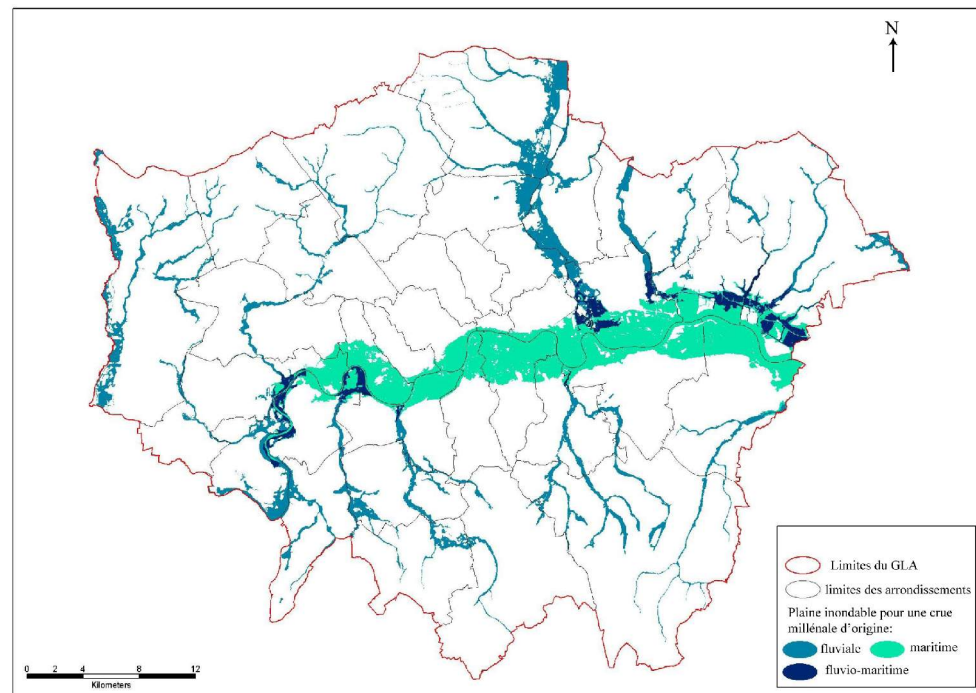 N
Limites du GLA
limites des arrondissements
Plaine inondable pour une crue
millénale d'origine:
fluviale maritime
fluvio-maritime
0 2 4 8 12
Kilometers